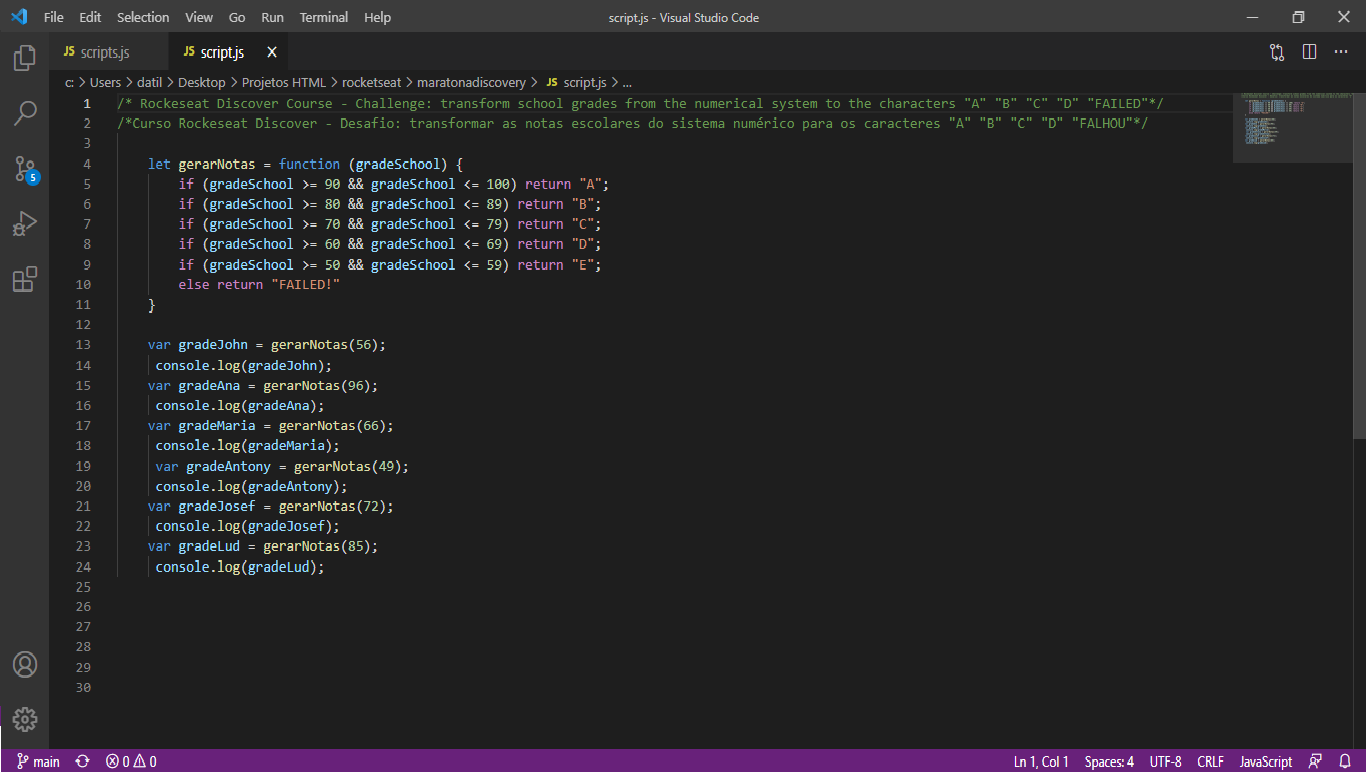 File Edit Selection View Go Run Terminal Help script.js - Visual Studio Code
JS scripts.js JS script.js X
c: > Users > datil > Desktop > Projetos HTML > rocketseat > maratonadiscovery > JS script.js > ...
1 /* Rockeseat Discover Course - Challenge: transform school grades from the numerical system to the characters "A" "B" "C" "D" "FAILED"*/
2 /*Curso Rockeseat Discover - Desafio: transformar as notas escolares do sistema numérico para os caracteres "A" "B" "C" "D" "FALHOU"*/
3
4 let gerarNotas = function (gradeSchool) {
5 if (gradeSchool >= 90 && gradeSchool <= 100) return "A";
6 if (gradeSchool >= 80 && gradeSchool <= 89) return "B";
7 if (gradeSchool >= 70 && gradeSchool <= 79) return "C";
8 if (gradeSchool >= 60 && gradeSchool <= 69) return "D";
9 if (gradeSchool >= 50 && gradeSchool <= 59) return "E";
10 else return "FAILED!"
11 }
12
13 var gradeJohn = gerarNotas(56);
14 console.log(gradeJohn);
15 var gradeAna = gerarNotas(96);
16 console.log(gradeAna);
17 var gradeMaria = gerarNotas(66);
18 console.log(gradeMaria);
19 var gradeAntony = gerarNotas(49);
20 console.log(gradeAntony);
21 var gradeJosef = gerarNotas(72);
22 console.log(gradeJosef);
23 var gradeLud = gerarNotas(85);
24 console.log(gradeLud);
25
26
27
28
29
30
5
main 0 0 Ln 1, Col 1 Spaces: 4 UTF-8 CRLF JavaScript